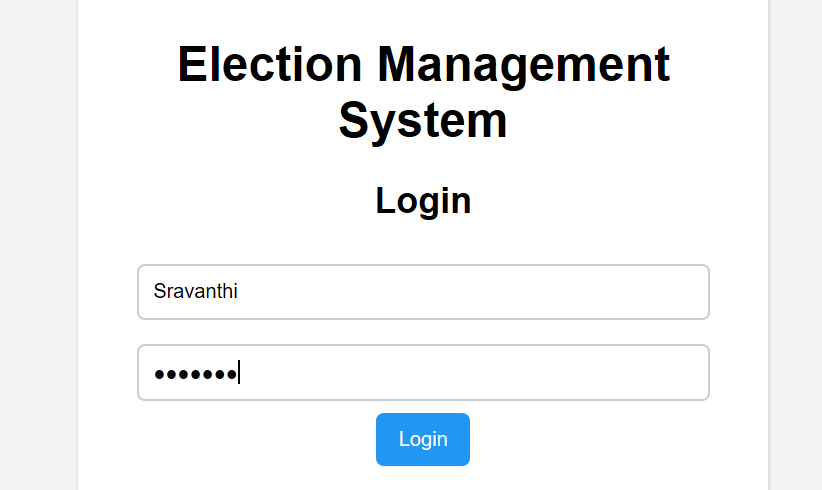 Election Management
System
Login
Sravanthi
•••••••
Login